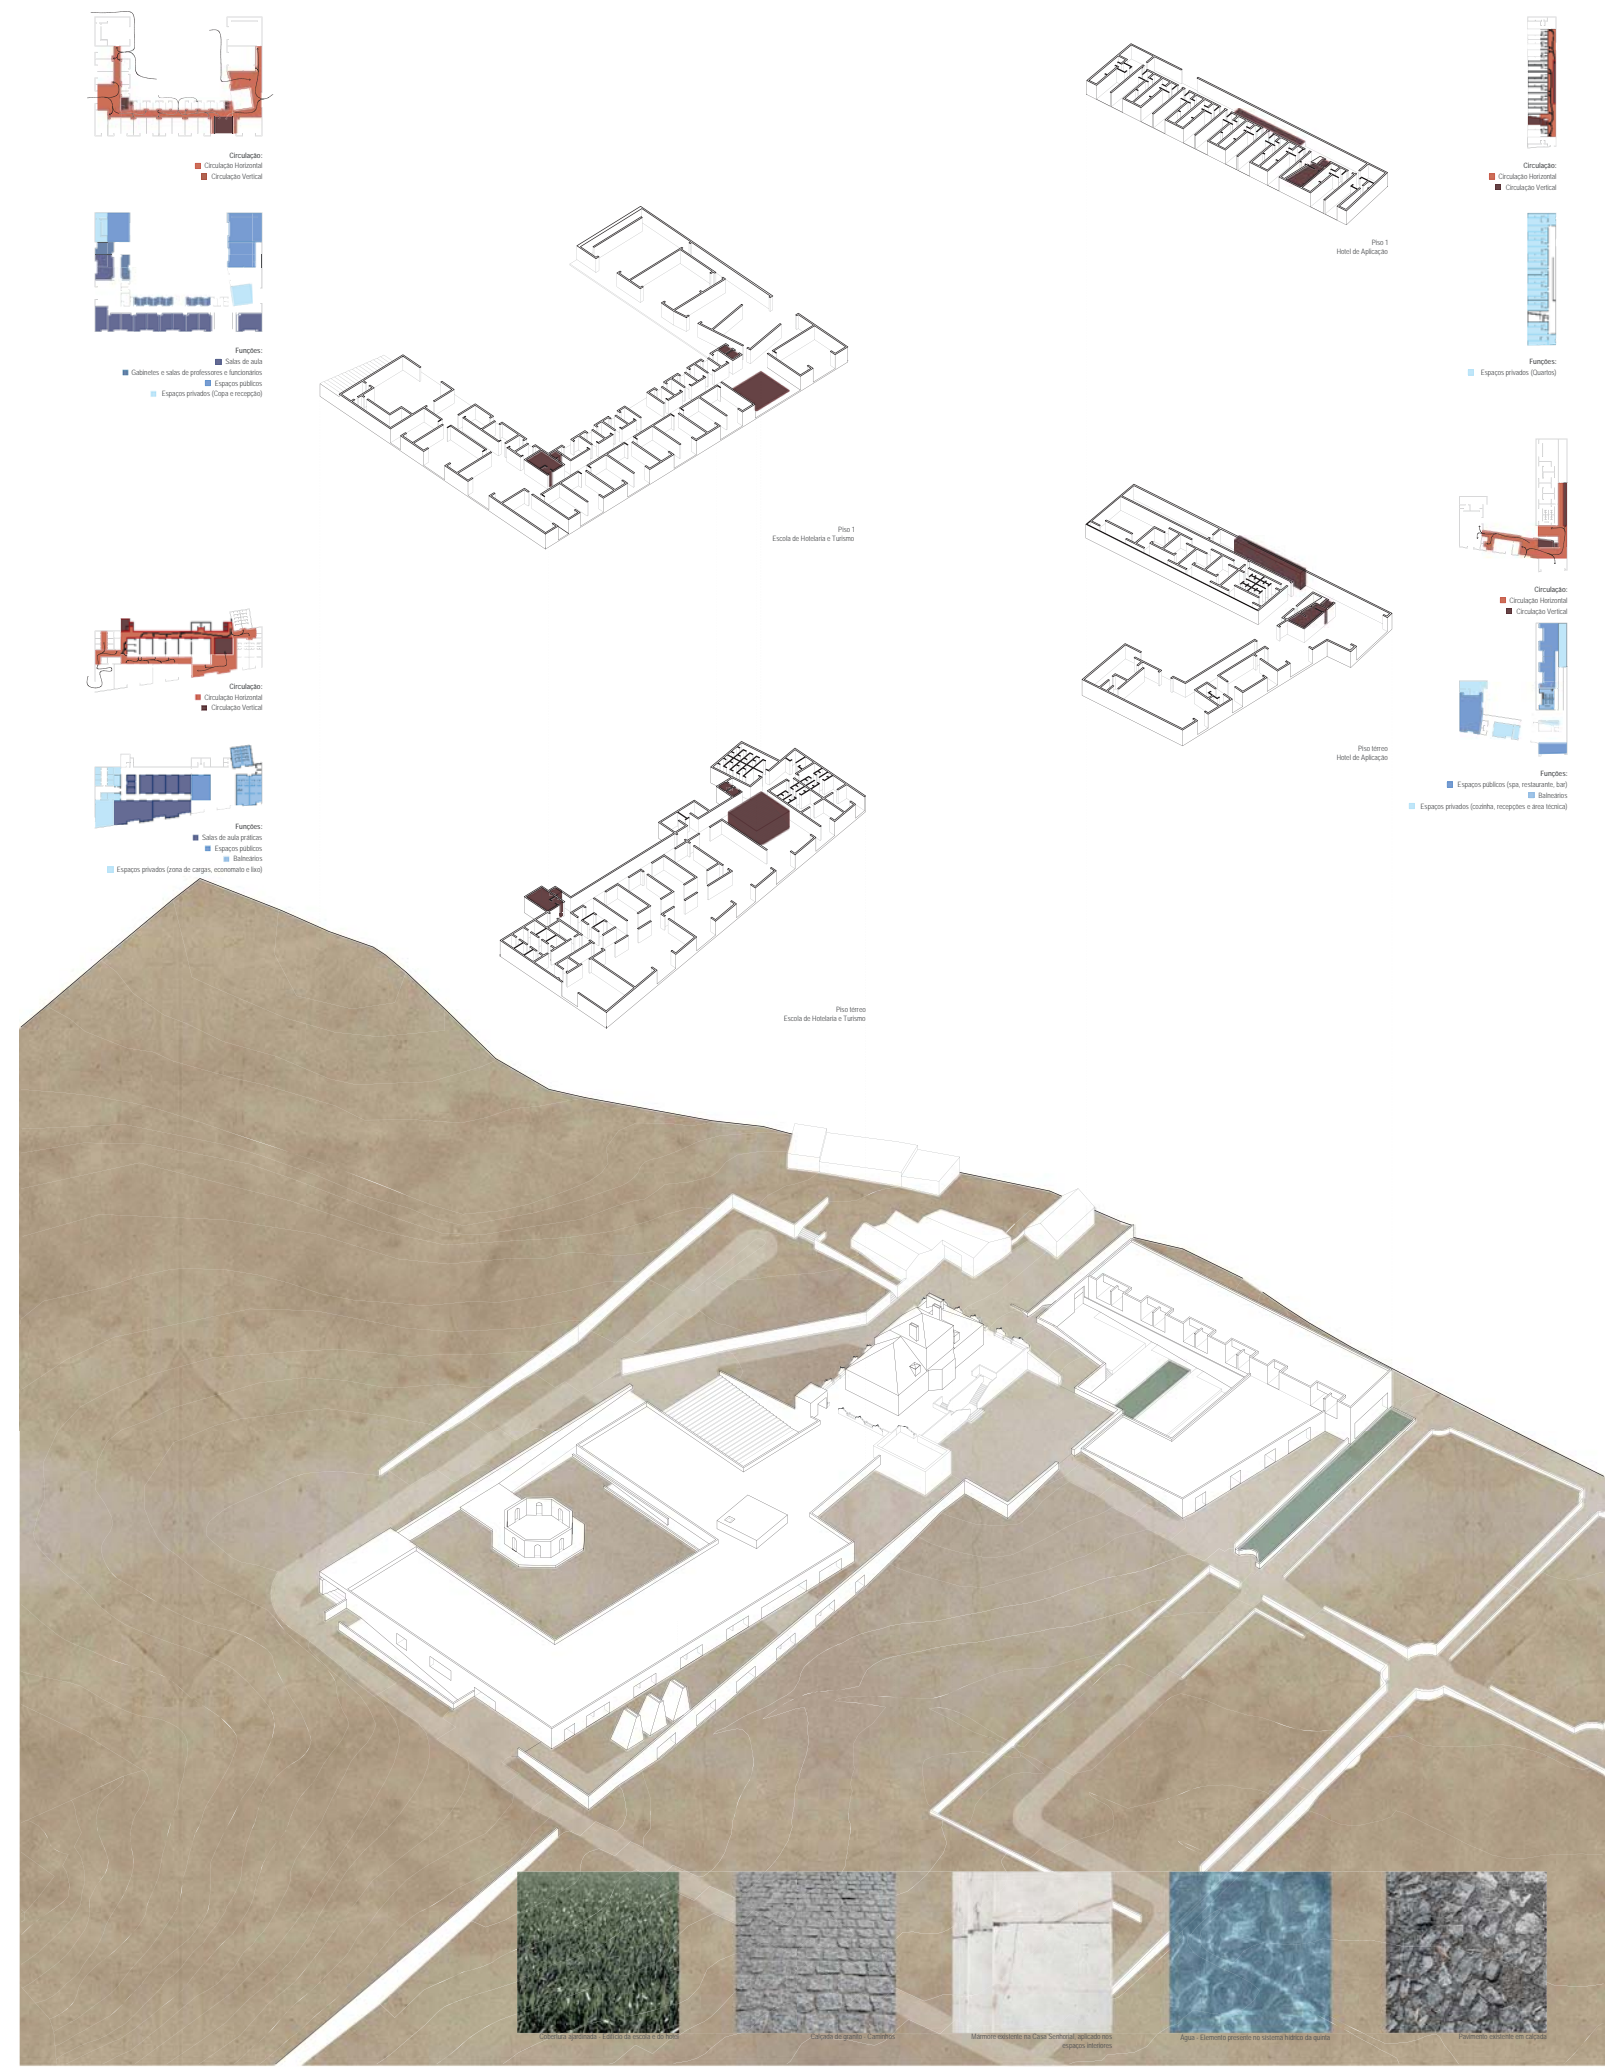 Circulação:
Circulação Horizontal
Circulação Vertical
Funções:
Salas de aula
Gabinetes e salas de professores e funcionários
Espaços públicos
Espaços privados (Copa e recepção)
Piso 1
Escola de Hotelaria e Turismo
Circulação:
Circulação Horizontal
Circulação Vertical
Funções:
Salas de aula práticas
Espaços públicos
Balneários
Espaços privados (zona de cargas, economato e lixo)
Piso térreo
Escola de Hotelaria e Turismo
Piso 1
Hotel de Aplicação
Circulação:
Circulação Horizontal
Circulação Vertical
Funções:
Espaços privados (Quartos)
Piso térreo
Hotel de Aplicação
Circulação:
Circulação Horizontal
Circulação Vertical
Funções:
Espaços públicos (spa, restaurante, bar)
Balneários
Espaços privados (cozinha, recepções e área técnica)
Cobertura ajardinada - Edifício da escola e do hotel
Calçada de granito - Caminhos
Mármore existente na Casa Senhorial, aplicado nos
espaços interiores
Água - Elemento presente no sistema hídrico da quinta
Pavimento existente em calçada